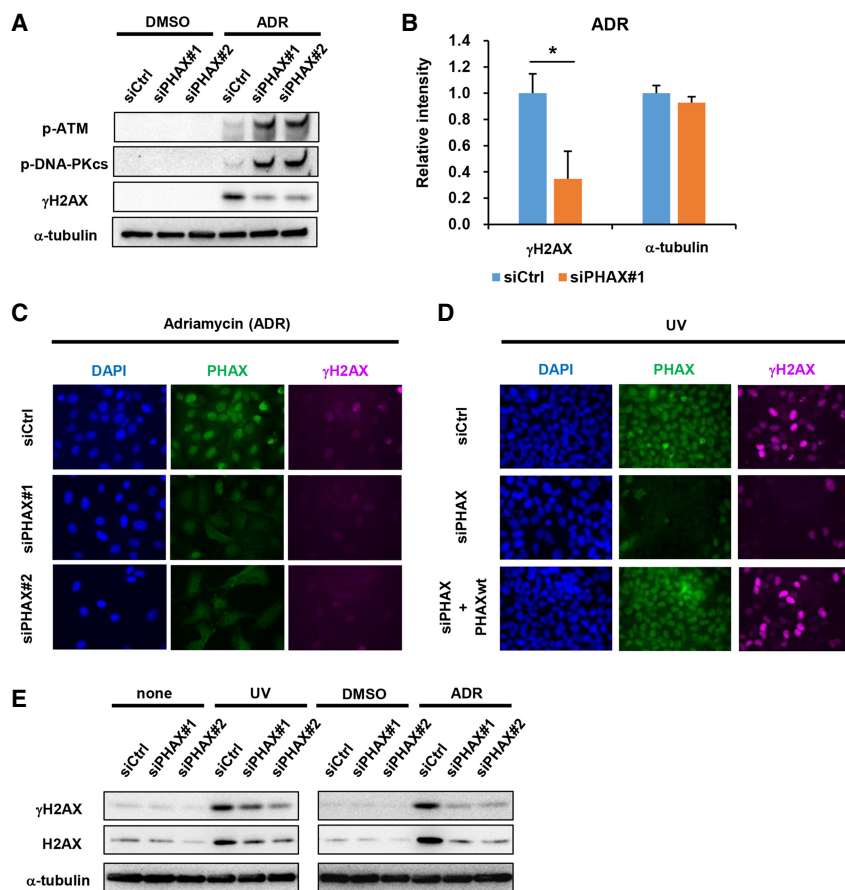 A
DMSO ADR
siCtrl siPHAX#1 siPHAX#2 siCtrl siPHAX#1 siPHAX#2
p-ATM
p-DNA-PKcs
γH2AX
α-tubulin
B
ADR
Relative intensity
1.4
1.2
1.0
0.8
0.6
0.4
0.2
0.0
*
γH2AX α-tubulin
siCtrl siPHAX#1
C
Adriamycin (ADR)
DAPI PHAX γH2AX
siCtrl
siPHAX#1
siPHAX#2
D
UV
DAPI PHAX γH2AX
siCtrl
siPHAX
siPHAX
+
PHAXwt
E
none UV DMSO ADR
siCtrl siPHAX#1 siPHAX#2 siCtrl siPHAX#1 siPHAX#2 siCtrl siPHAX#1 siPHAX#2 siCtrl siPHAX#1 siPHAX#2
γH2AX
H2AX
α-tubulin